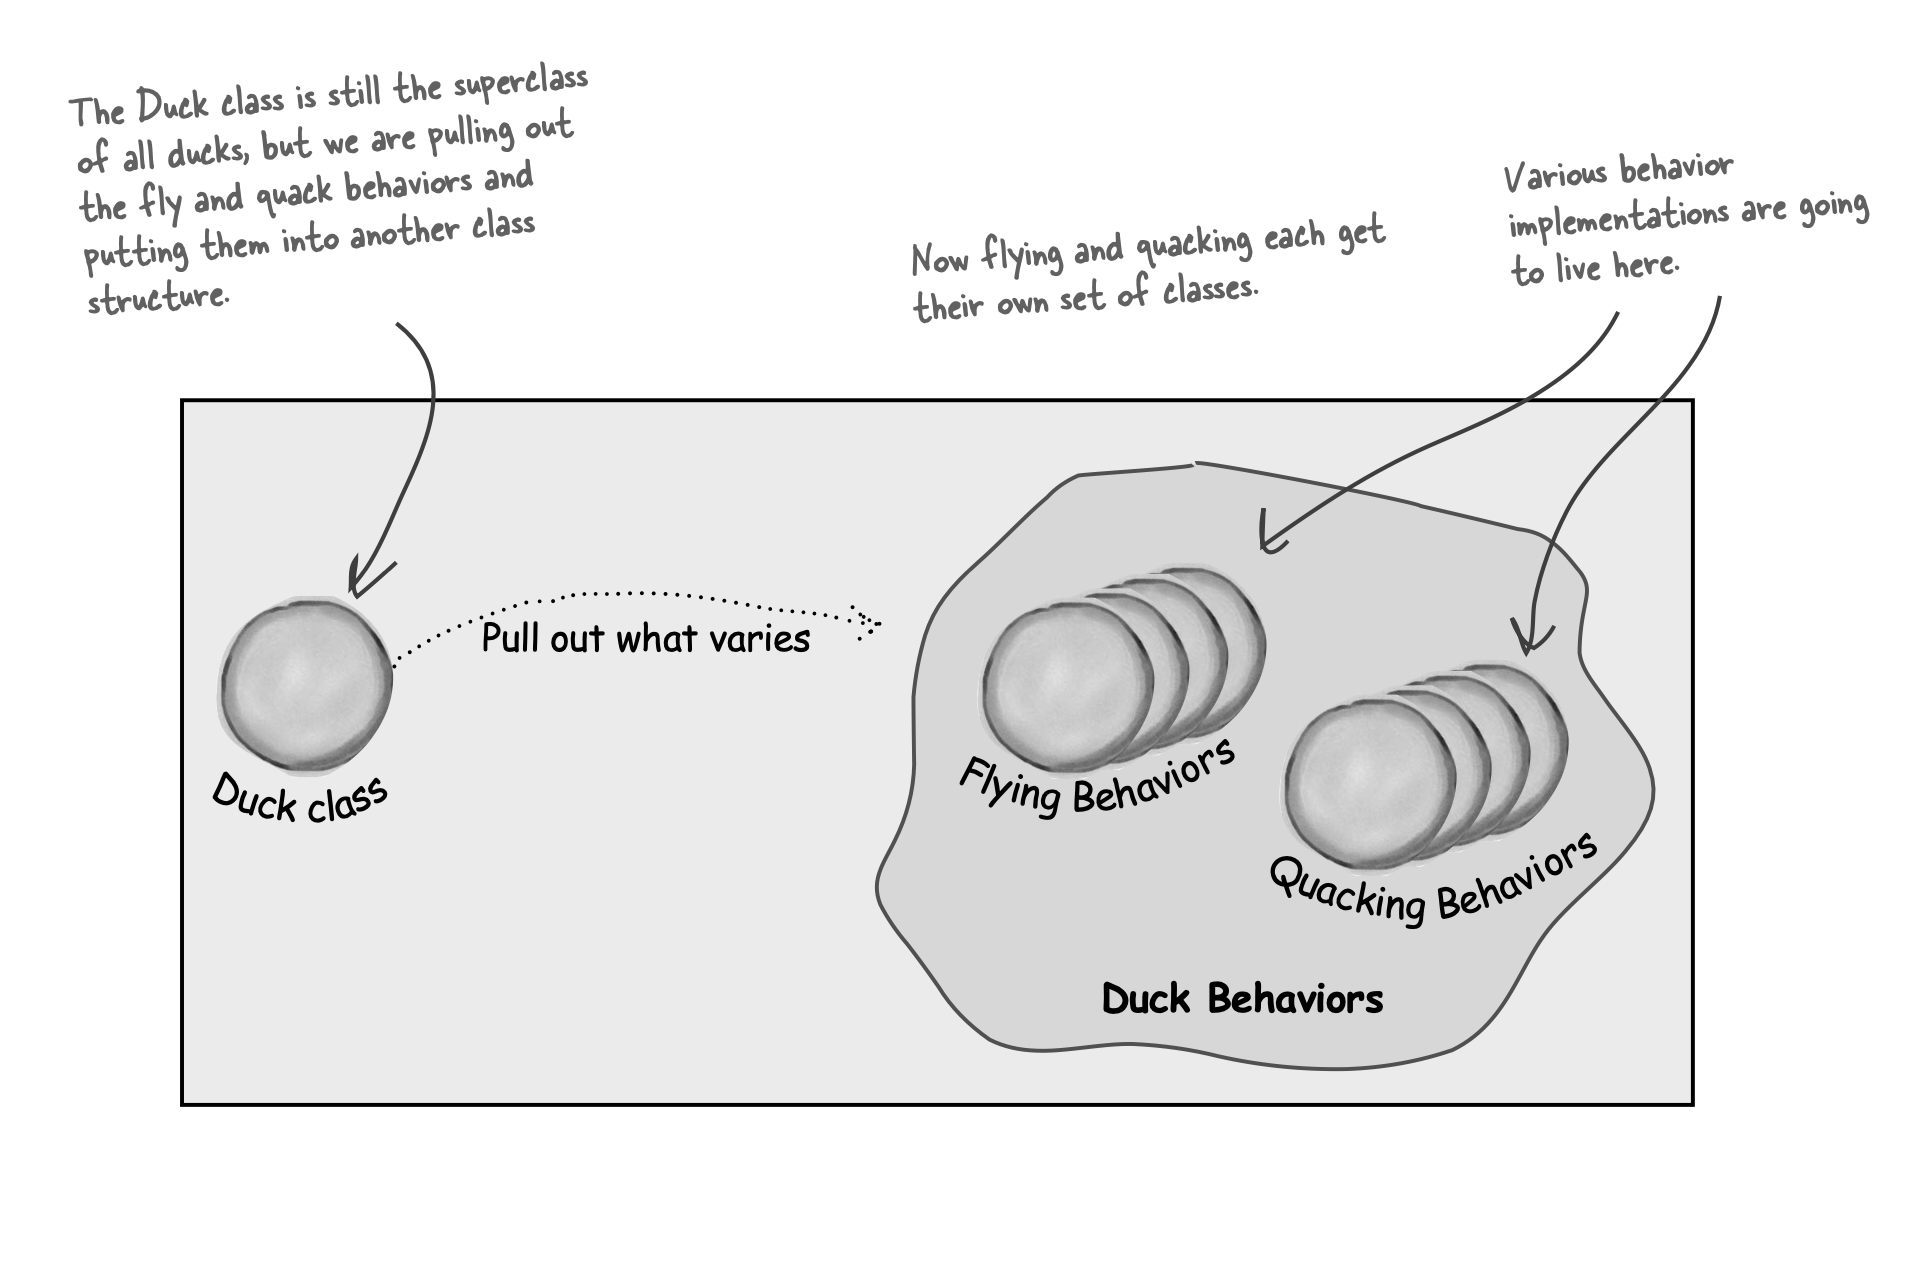 The Duck class is still the superclass
of all ducks, but we are pulling out
the fly and quack behaviors and
putting them into another class
structure.
Now flying and quacking each get
their own set of classes.
Various behavior
implementations are going
to live here.
Pull out what varies
Duck class
Flying Behaviors
Quacking Behaviors
Duck Behaviors